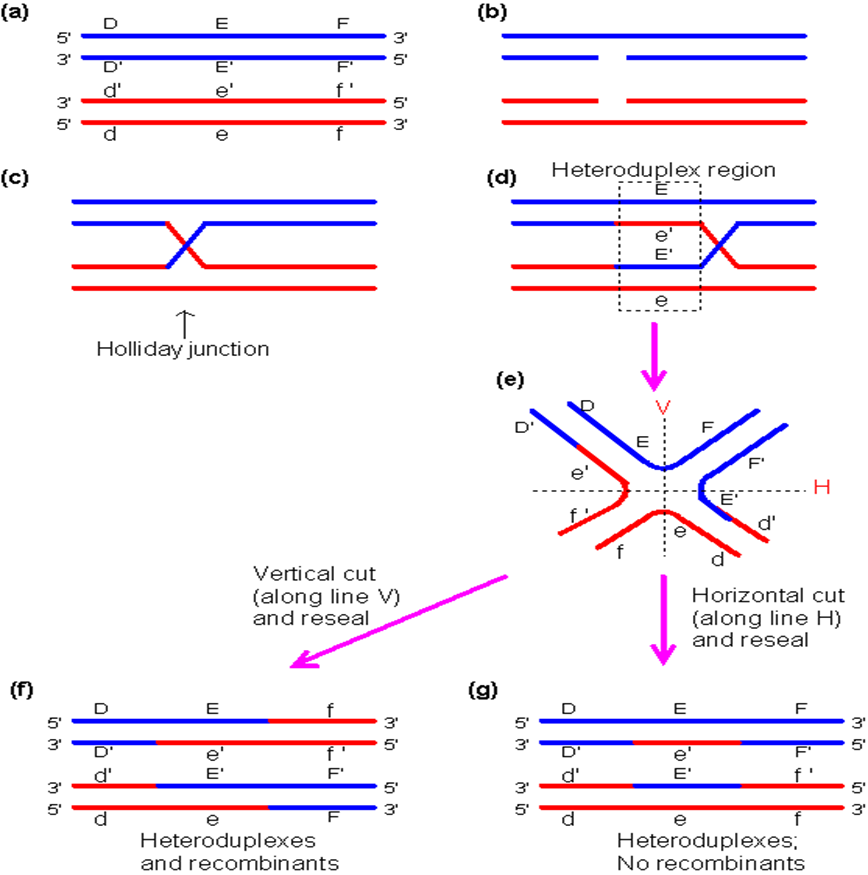 (a)
D E F
5' 3'
3' 5'
D' E' F'
d' e' f '
3' 5'
5' 3'
d e f
(b)
(c)
Holliday junction
(d)
Heteroduplex region
E
e'
E'
e
(e)
D' D V
E F
F'
e'
H
E'
f ' d'
f e d
Vertical cut
(along line V)
and reseal
Horizontal cut
(along line H)
and reseal
(f)
D E f
5' 3'
3' 5'
D' e' f '
d' E' F'
3' 5'
5' 3'
d e F
Heteroduplexes
and recombinants
(g)
D E F
5' 3'
3' 5'
D' e' F'
d' E' f '
3' 5'
5' 3'
d e f
Heteroduplexes;
No recombinants